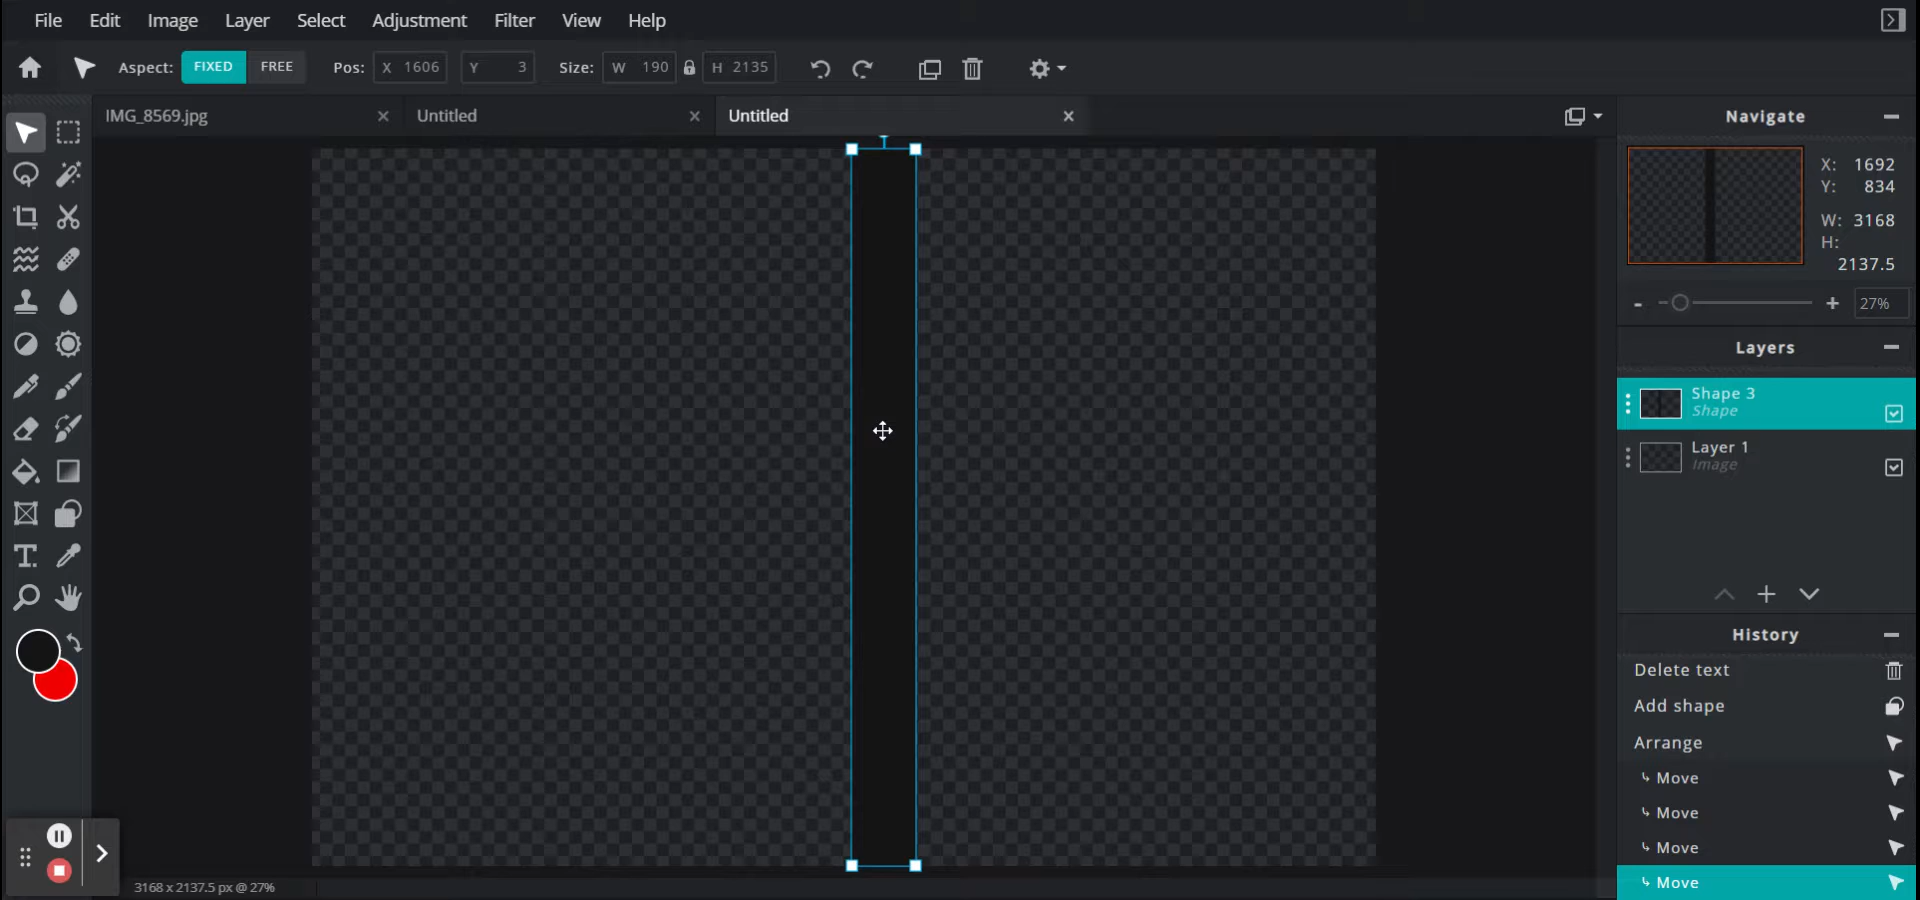 File Edit Image Layer Select Adjustment Filter View Help
Aspect: FIXED FREE Pos: X 1606 Y 3 Size: W 190 H 2135
IMG_8569.jpg Untitled Untitled
Navigate
X: 1692
Y: 834
W: 3168
H:
2137.5
- + 27%
Layers
Shape 3
Shape
Layer 1
Image
History
Delete text
Add shape
Arrange
Move
Move
Move
Move
3168 x 2137.5 px @ 27%